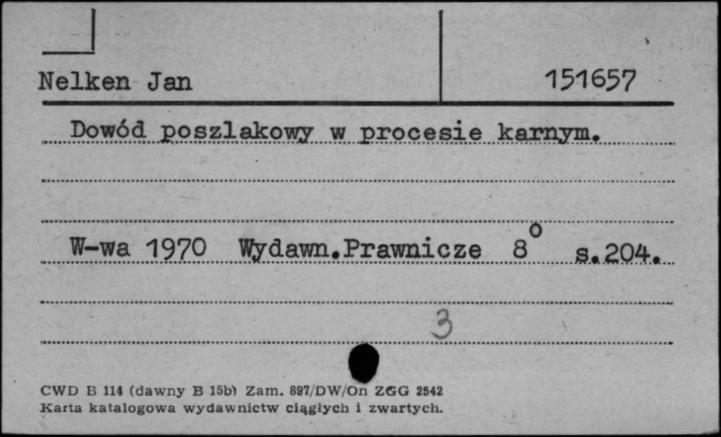 Nelken Jan 151657
Dowód poszlakowy w procesie karnym.
W-wa 1970 Wydawn.Prawnicze 8° s.204.
3
CWD B 114 (dawny B 15b) Zam. 897/DW/On ZGG 2542
Karta katalogowa wydawnictw ciągłych i zwartych.